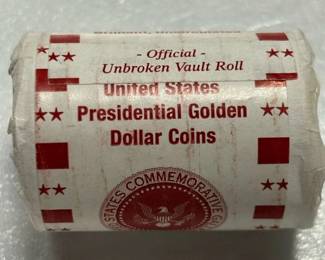 - Official -
Unbroken Vault Roll
United States
Presidential Golden
Dollar Coins
STATES COMMEMORATIVE